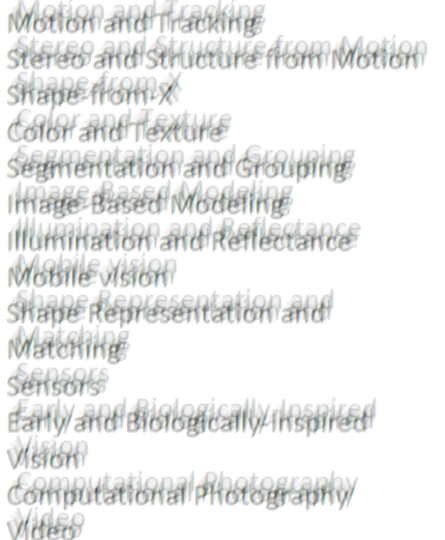 Motion and Tracking
Stereo and Structure from Motion
Shape-from-X
Color and Texture
Segmentation and Grouping
Image-Based Modeling
Illumination and Reflectance
Mobile vision
Shape Representation and
Matching
Sensors
Early and Biologically-Inspired
Vision
Computational Photography
Video